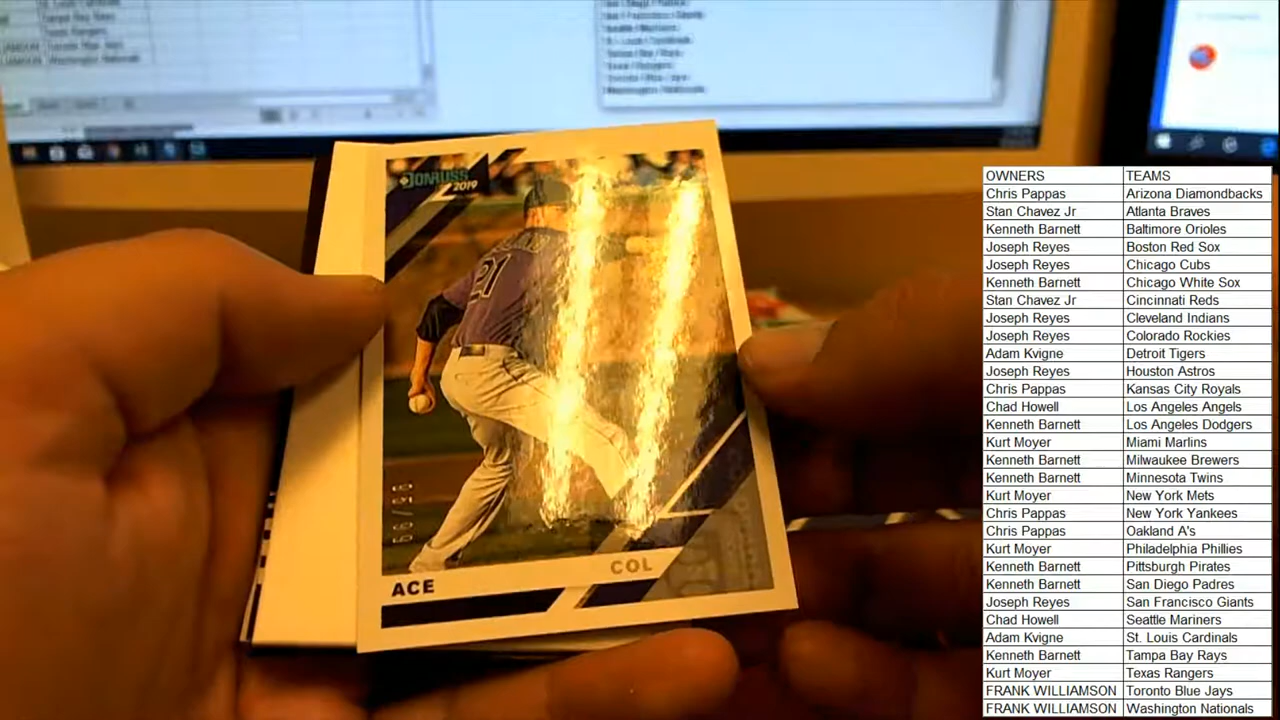 DONRUSS
2019
21
ACE
COL
OWNERS TEAMS
Chris Pappas Arizona Diamondbacks
Stan Chavez Jr Atlanta Braves
Kenneth Barnett Baltimore Orioles
Joseph Reyes Boston Red Sox
Joseph Reyes Chicago Cubs
Kenneth Barnett Chicago White Sox
Stan Chavez Jr Cincinnati Reds
Joseph Reyes Cleveland Indians
Joseph Reyes Colorado Rockies
Adam Kvigne Detroit Tigers
Joseph Reyes Houston Astros
Chris Pappas Kansas City Royals
Chad Howell Los Angeles Angels
Kenneth Barnett Los Angeles Dodgers
Kurt Moyer Miami Marlins
Kenneth Barnett Milwaukee Brewers
Kenneth Barnett Minnesota Twins
Kurt Moyer New York Mets
Chris Pappas New York Yankees
Chris Pappas Oakland A's
Kurt Moyer Philadelphia Phillies
Kenneth Barnett Pittsburgh Pirates
Kenneth Barnett San Diego Padres
Joseph Reyes San Francisco Giants
Chad Howell Seattle Mariners
Adam Kvigne St. Louis Cardinals
Kenneth Barnett Tampa Bay Rays
Kurt Moyer Texas Rangers
FRANK WILLIAMSON Toronto Blue Jays
FRANK WILLIAMSON Washington Nationals